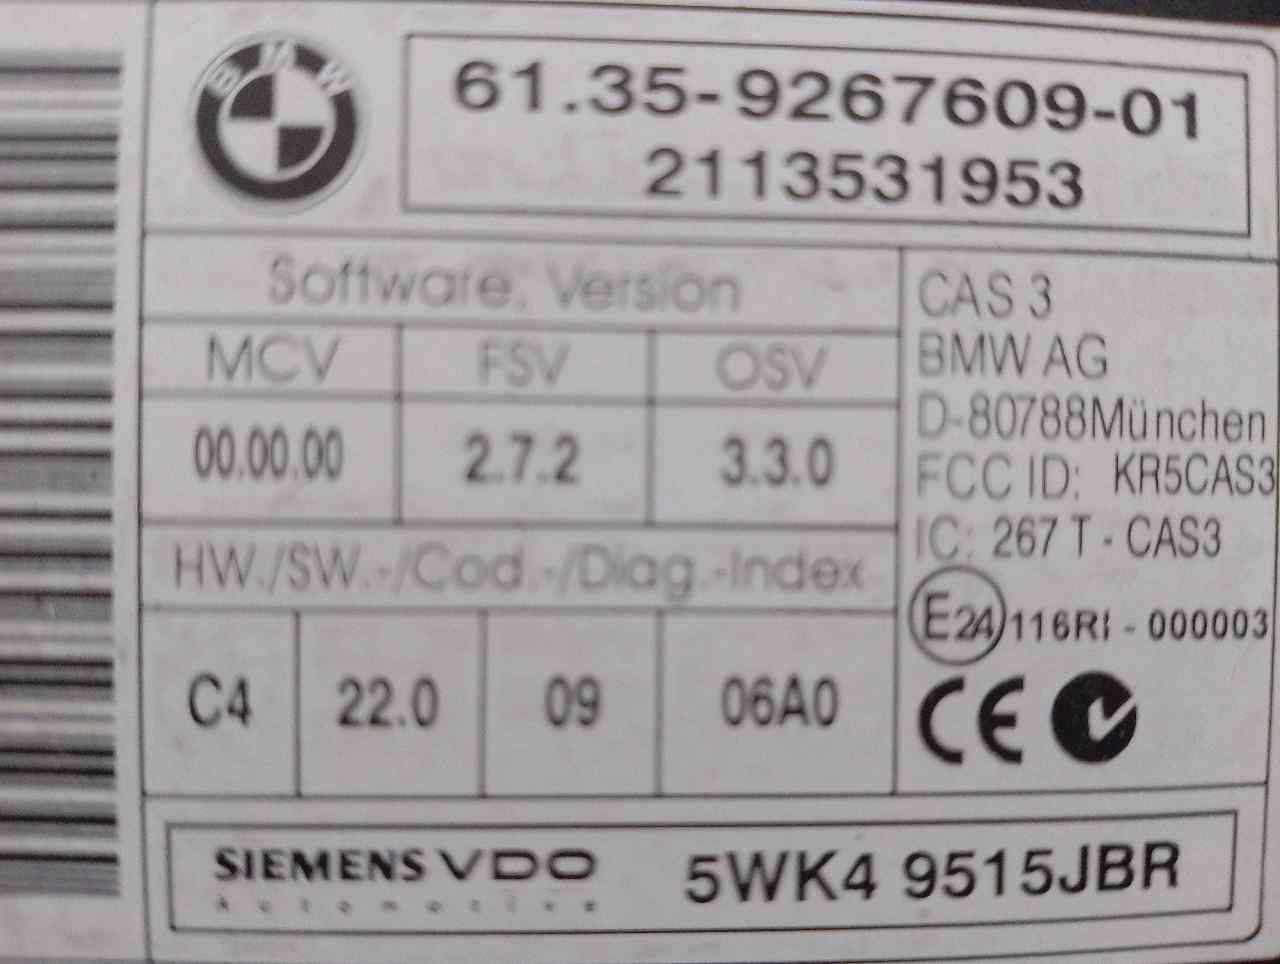 BMW
61.35-9267609-01
2113531953
Software: Version
MCV FSV OSV
00.00.00 2.7.2 3.3.0
HW./SW.-/Cod.-/Diag.-Index
C4 22.0 09 06A0
CAS 3
BMW AG
D-80788München
FCC ID: KR5CAS3
IC: 267 T - CAS3
E24 116RI - 000003
CE
SIEMENS VDO
Automotive
5WK4 9515JBR